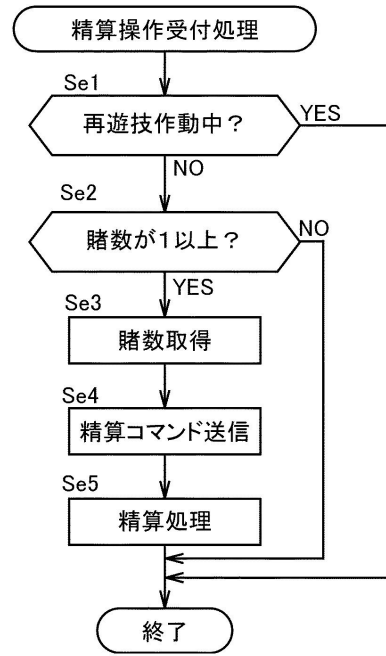 精算操作受付処理
Se1
再遊技作動中？
YES
NO
Se2
賭数が１以上？
NO
YES
Se3
賭数取得
Se4
精算コマンド送信
Se5
精算処理
終了